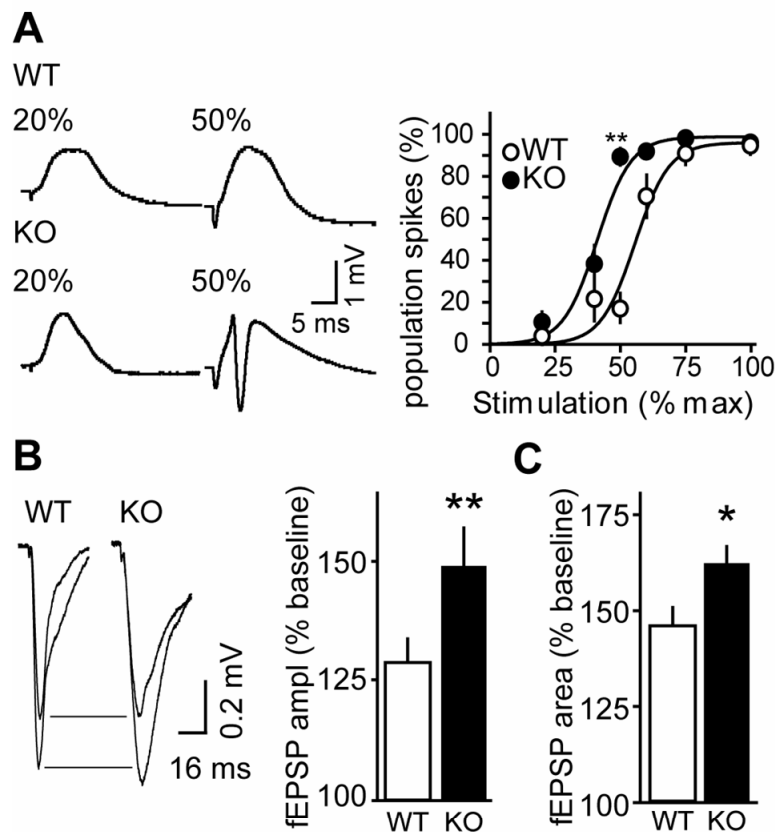 A
WT
20% 50%
KO
20% 50%
1 mV
5 ms
population spikes (%)
100
80
60
40
20
0
**
WT
KO
0 25 50 75 100
Stimulation (% max)
B
WT KO
0.2 mV
16 ms
fEPSP ampl (% baseline)
150
125
100
**
WT KO
C
fEPSP area (% baseline)
175
150
125
100
*
WT KO